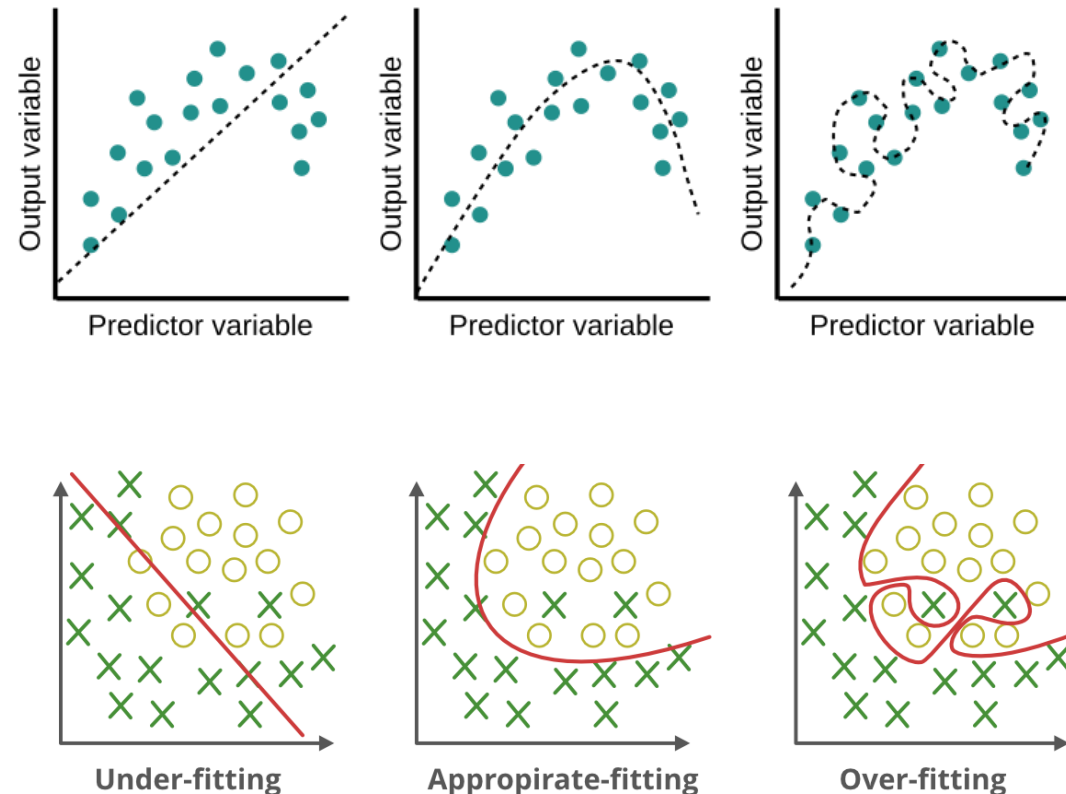 Output variable
Output variable
Output variable
Predictor variable
Predictor variable
Predictor variable
Under-fitting
Appropirate-fitting
Over-fitting